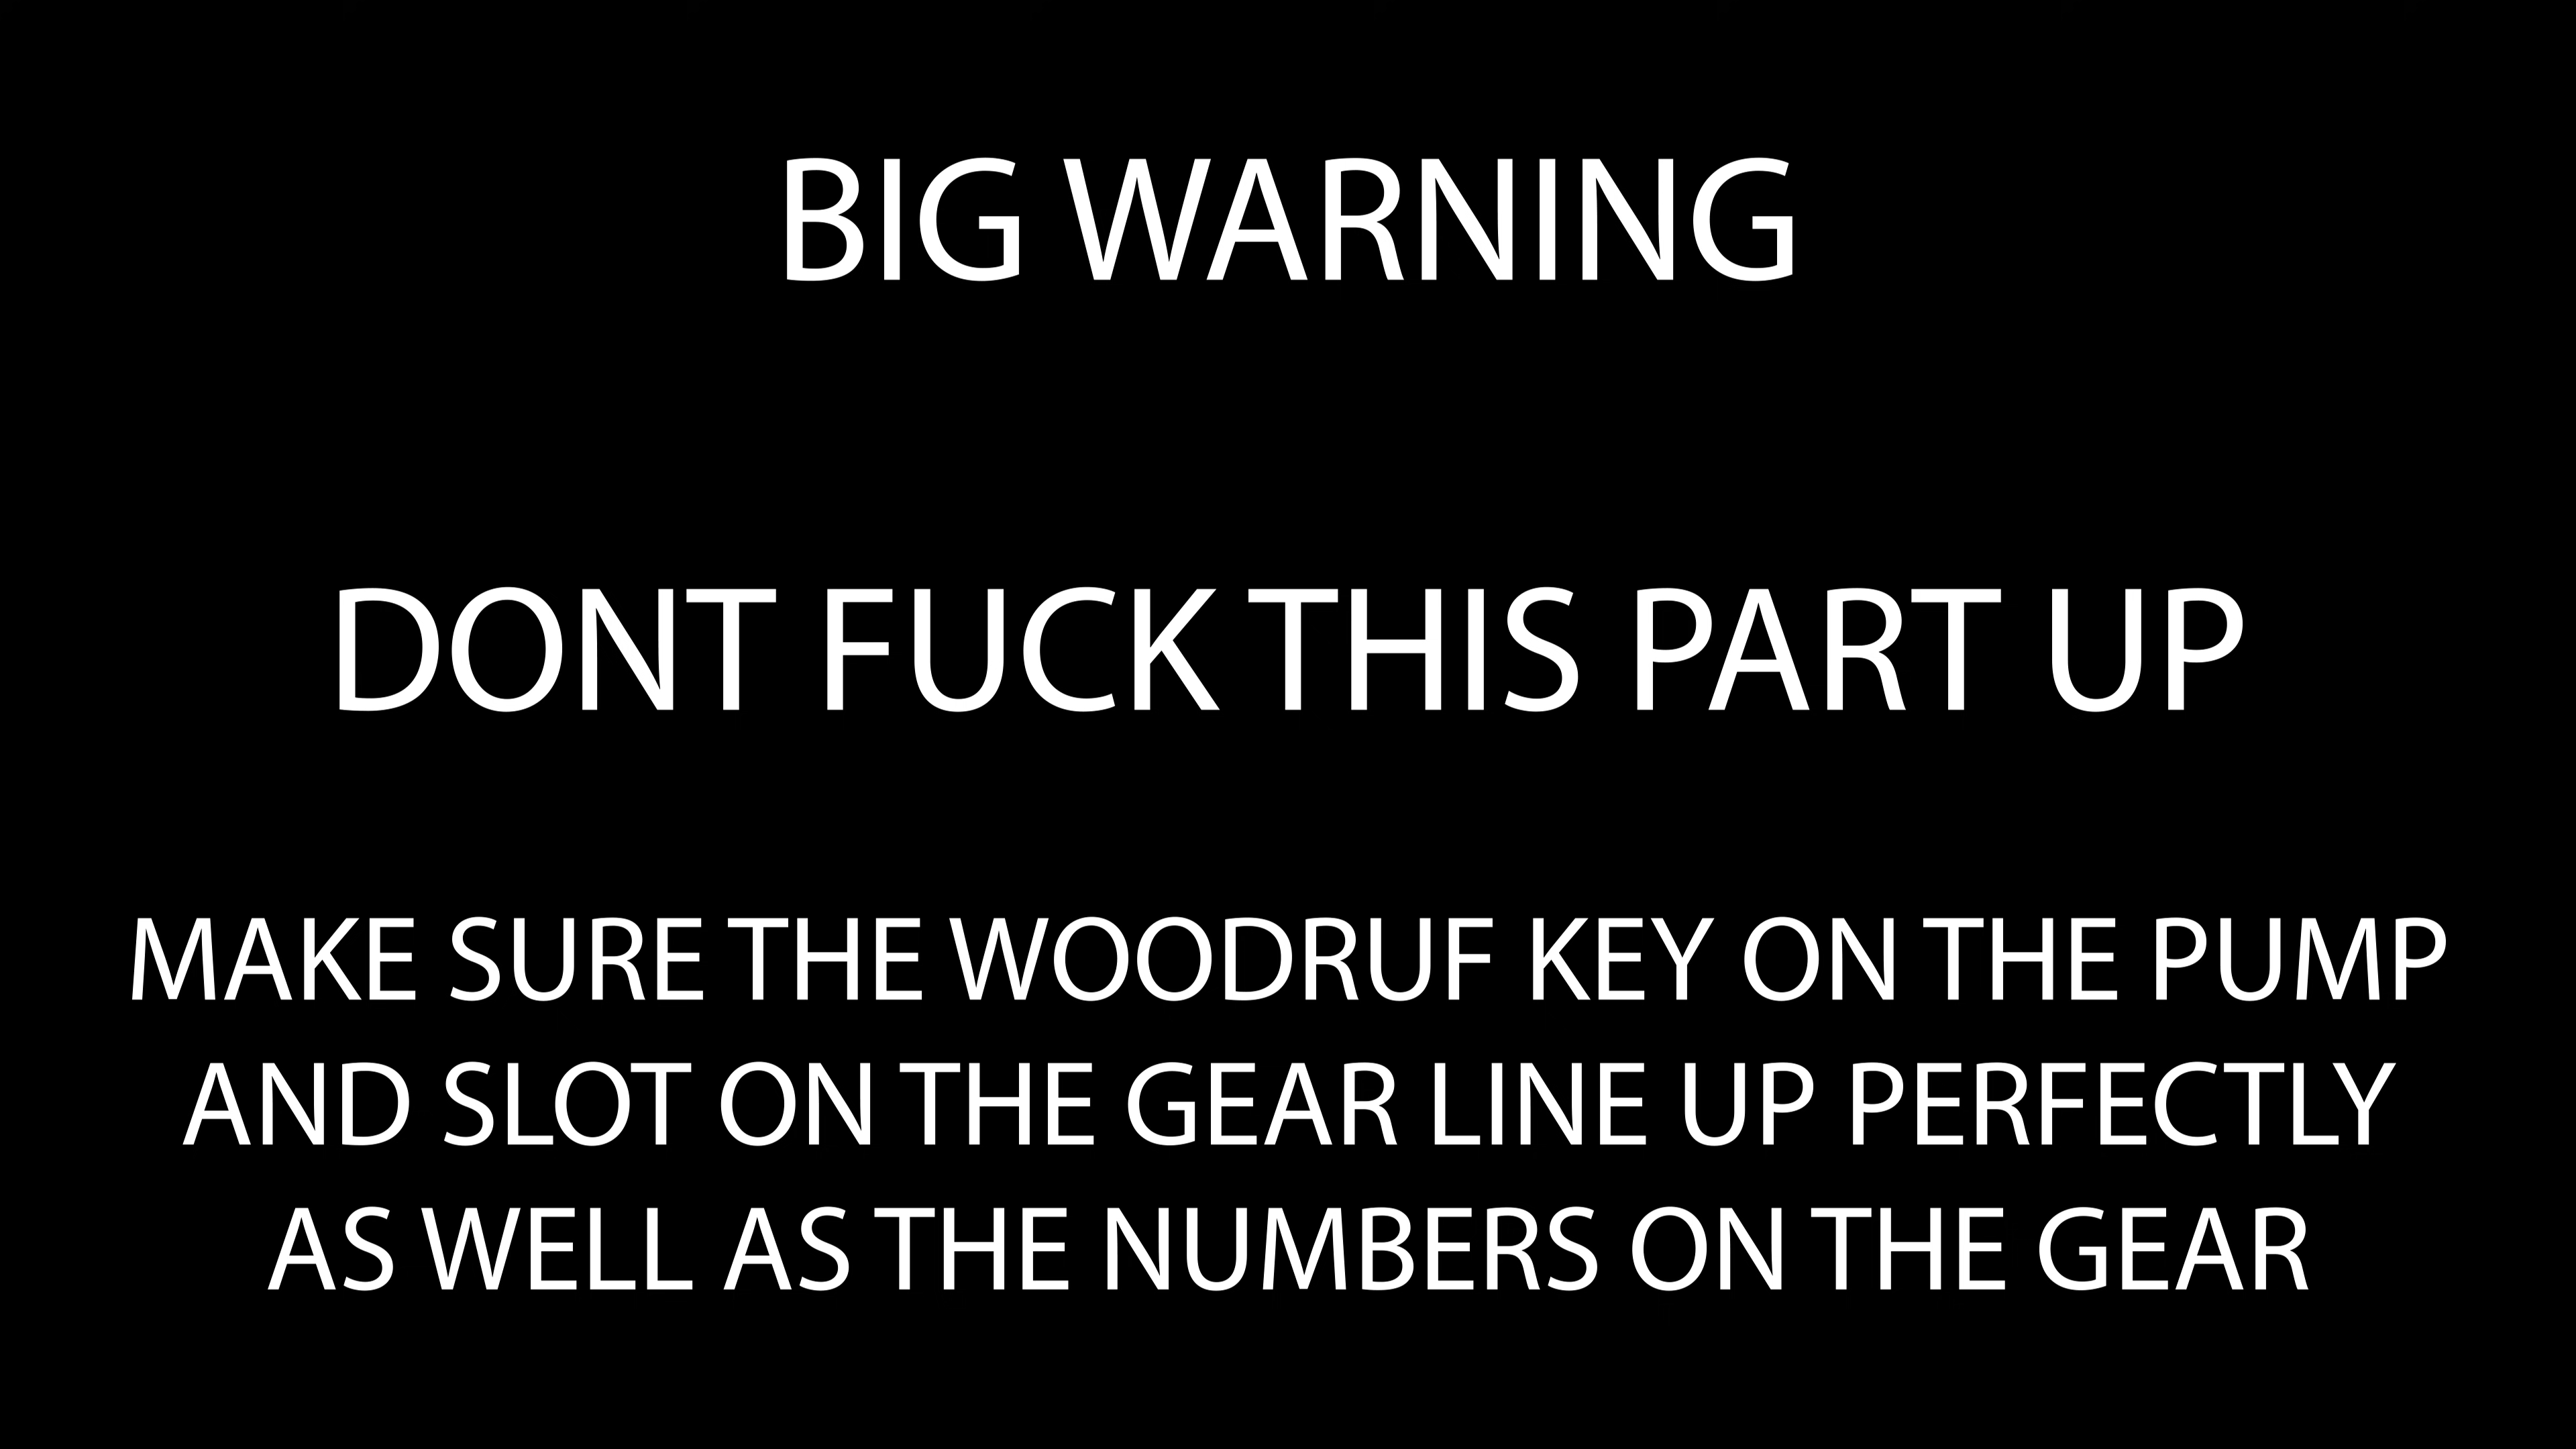 BIG WARNING
DONT FUCK THIS PART UP
MAKE SURE THE WOODRUF KEY ON THE PUMP
AND SLOT ON THE GEAR LINE UP PERFECTLY
AS WELL AS THE NUMBERS ON THE GEAR